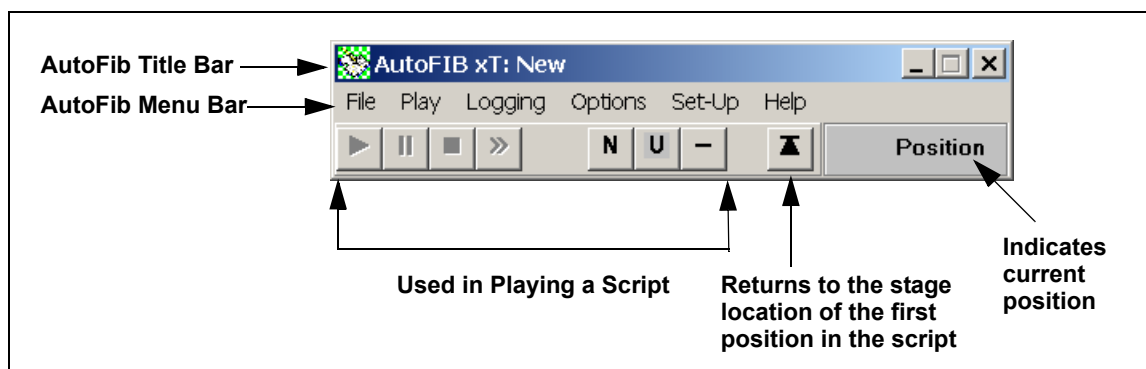 AutoFib Title Bar
AutoFIB xT: New
AutoFib Menu Bar
File Play Logging Options Set-Up Help
N U –
Position
Used in Playing a Script
Returns to the stage
location of the first
position in the script
Indicates
current
position